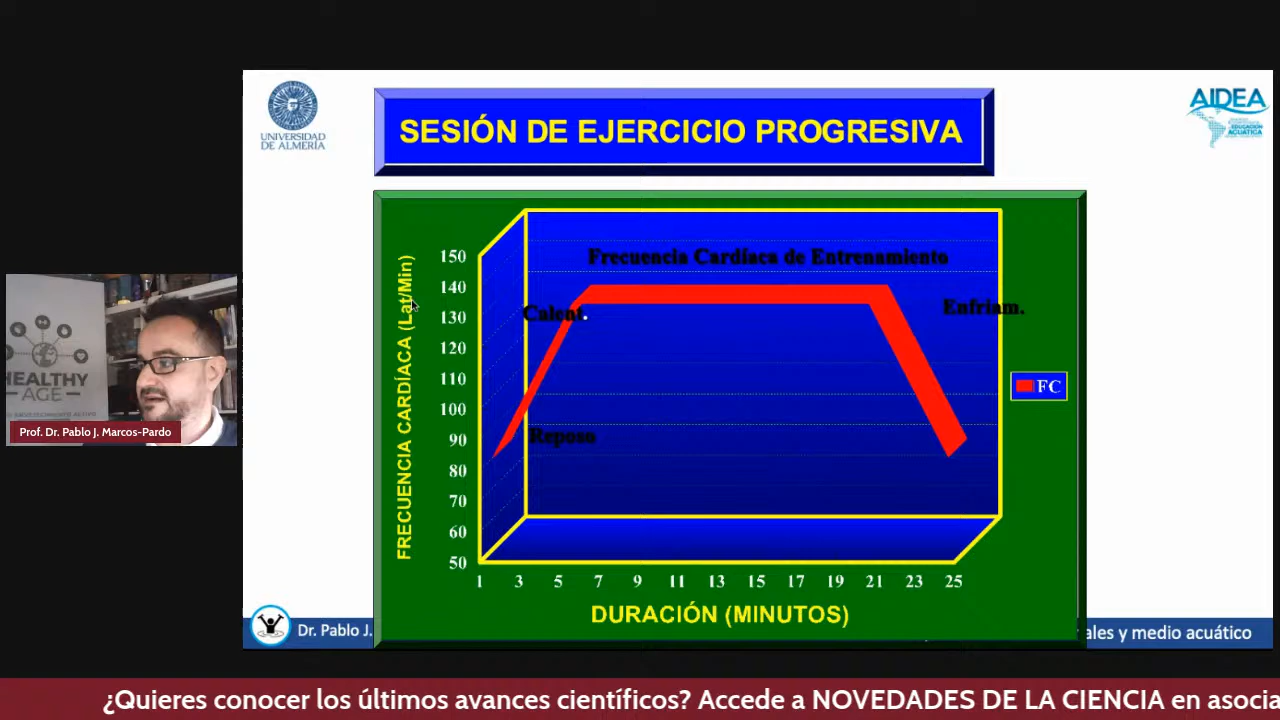 UNIVERSIDAD
DE ALMERÍA
SESIÓN DE EJERCICIO PROGRESIVA
AIDEA
EDUCACIÓN
ACUÁTICA
FRECUENCIA CARDÍACA (Lat/Min)
150
140
130
120
110
100
90
80
70
60
50
Frecuencia Cardíaca de Entrenamiento
Calent.
Enfriam.
Reposo
FC
1 3 5 7 9 11 13 15 17 19 21 23 25
DURACIÓN (MINUTOS)
HEALTHY
AGE
Prof. Dr. Pablo J. Marcos-Pardo
Dr. Pablo J.
ales y medio acuático
¿Quieres conocer los últimos avances científicos? Accede a NOVEDADES DE LA CIENCIA en asocia